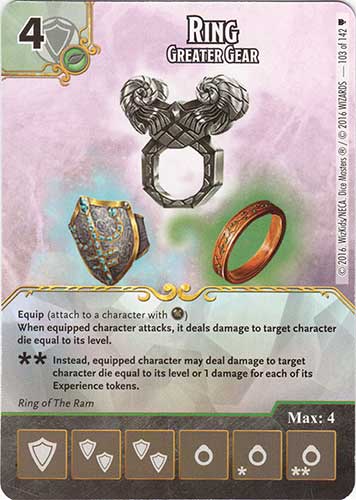 4
Ring
Greater Gear
103 of 142
© 2016. WizKids/NECA. Dice Masters ® / © 2016 WIZARDS
Equip (attach to a character with )
When equipped character attacks, it deals damage to target character
die equal to its level.
** Instead, equipped character may deal damage to target
character die equal to its level or 1 damage for each of its
Experience tokens.
Ring of The Ram
Max: 4
* **